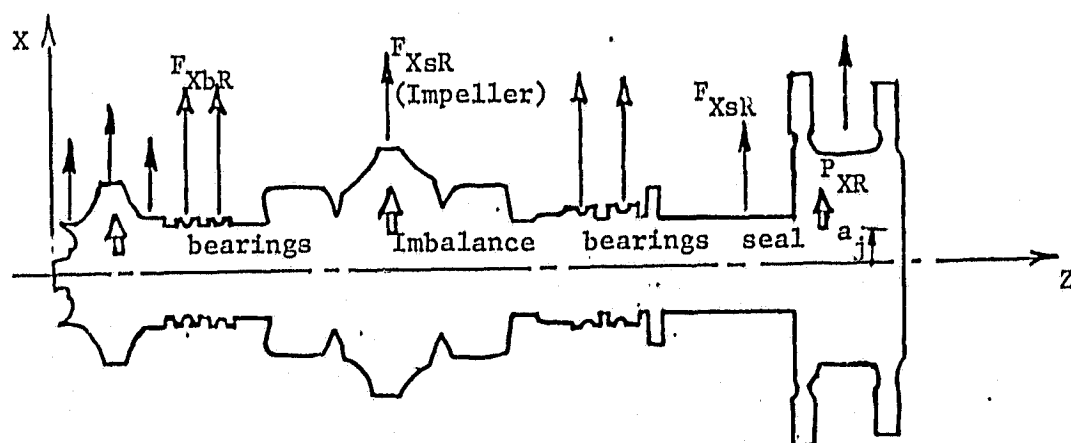 X
F_XbR
F_XsR
(Impeller)
F_XsR
P_XR
bearings Imbalance bearings seal a_j
Z